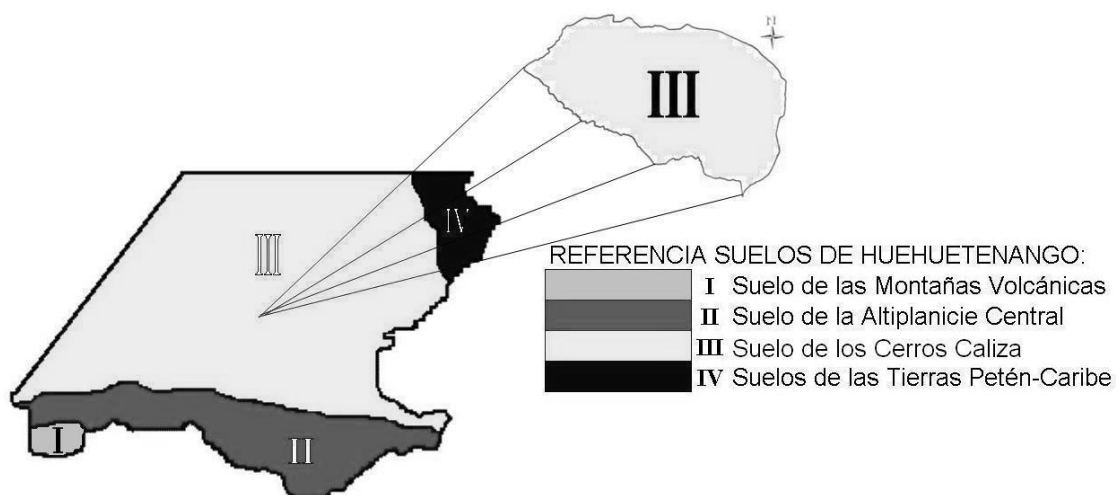 N
III
III
IV
REFERENCIA SUELOS DE HUEHUETENANGO:
I Suelo de las Montañas Volcánicas
II Suelo de la Altiplanicie Central
III Suelo de los Cerros Caliza
IV Suelos de las Tierras Petén-Caribe
I
II